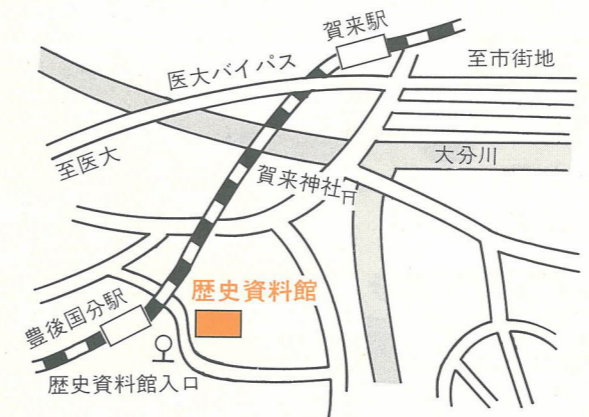 賀来駅
至市街地
医大バイパス
至医大
大分川
賀来神社
歴史資料館
豊後国分駅
歴史資料館入口